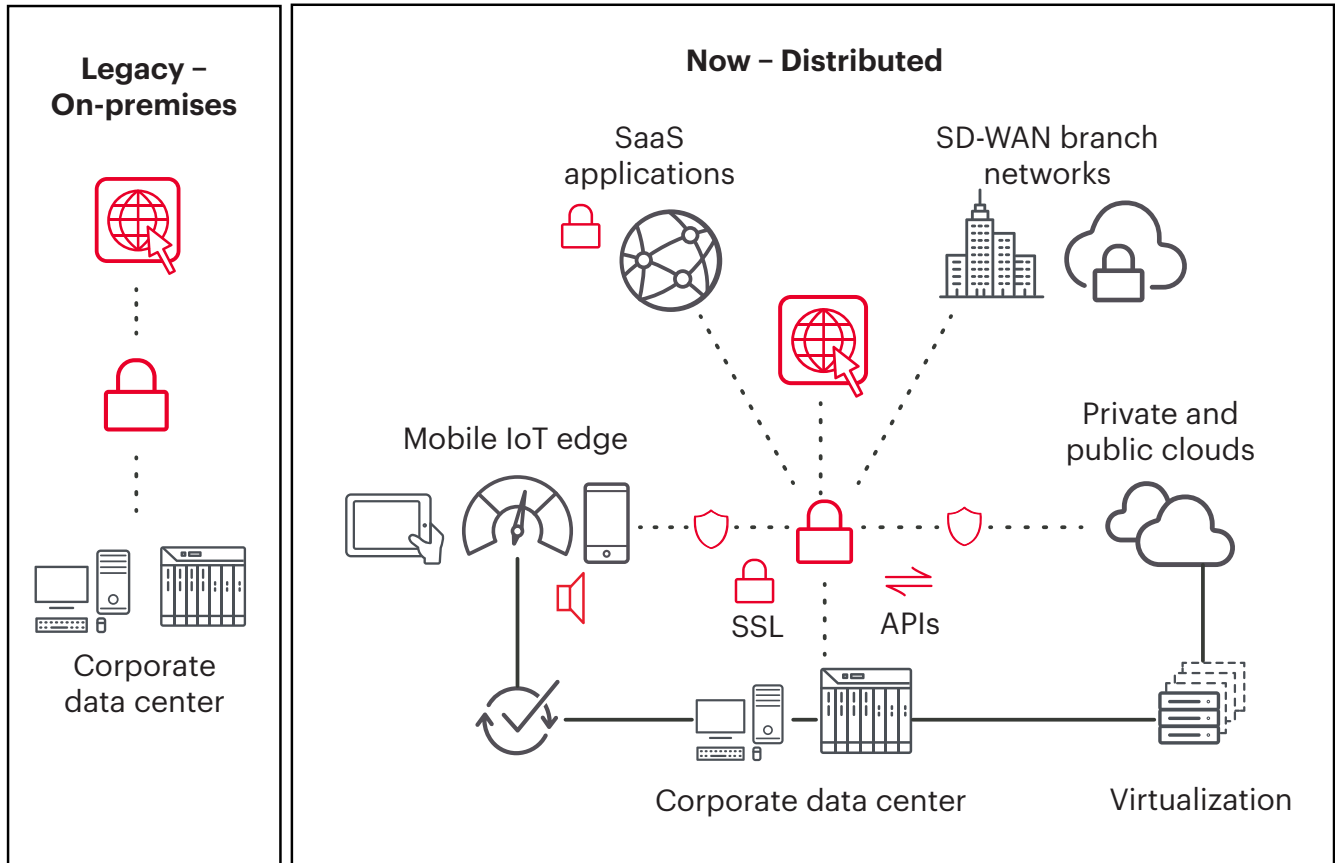 Legacy –
On-premises
Corporate
data center
Now – Distributed
SaaS
applications
SD-WAN branch
networks
Mobile IoT edge
Private and
public clouds
SSL
APIs
Corporate data center
Virtualization